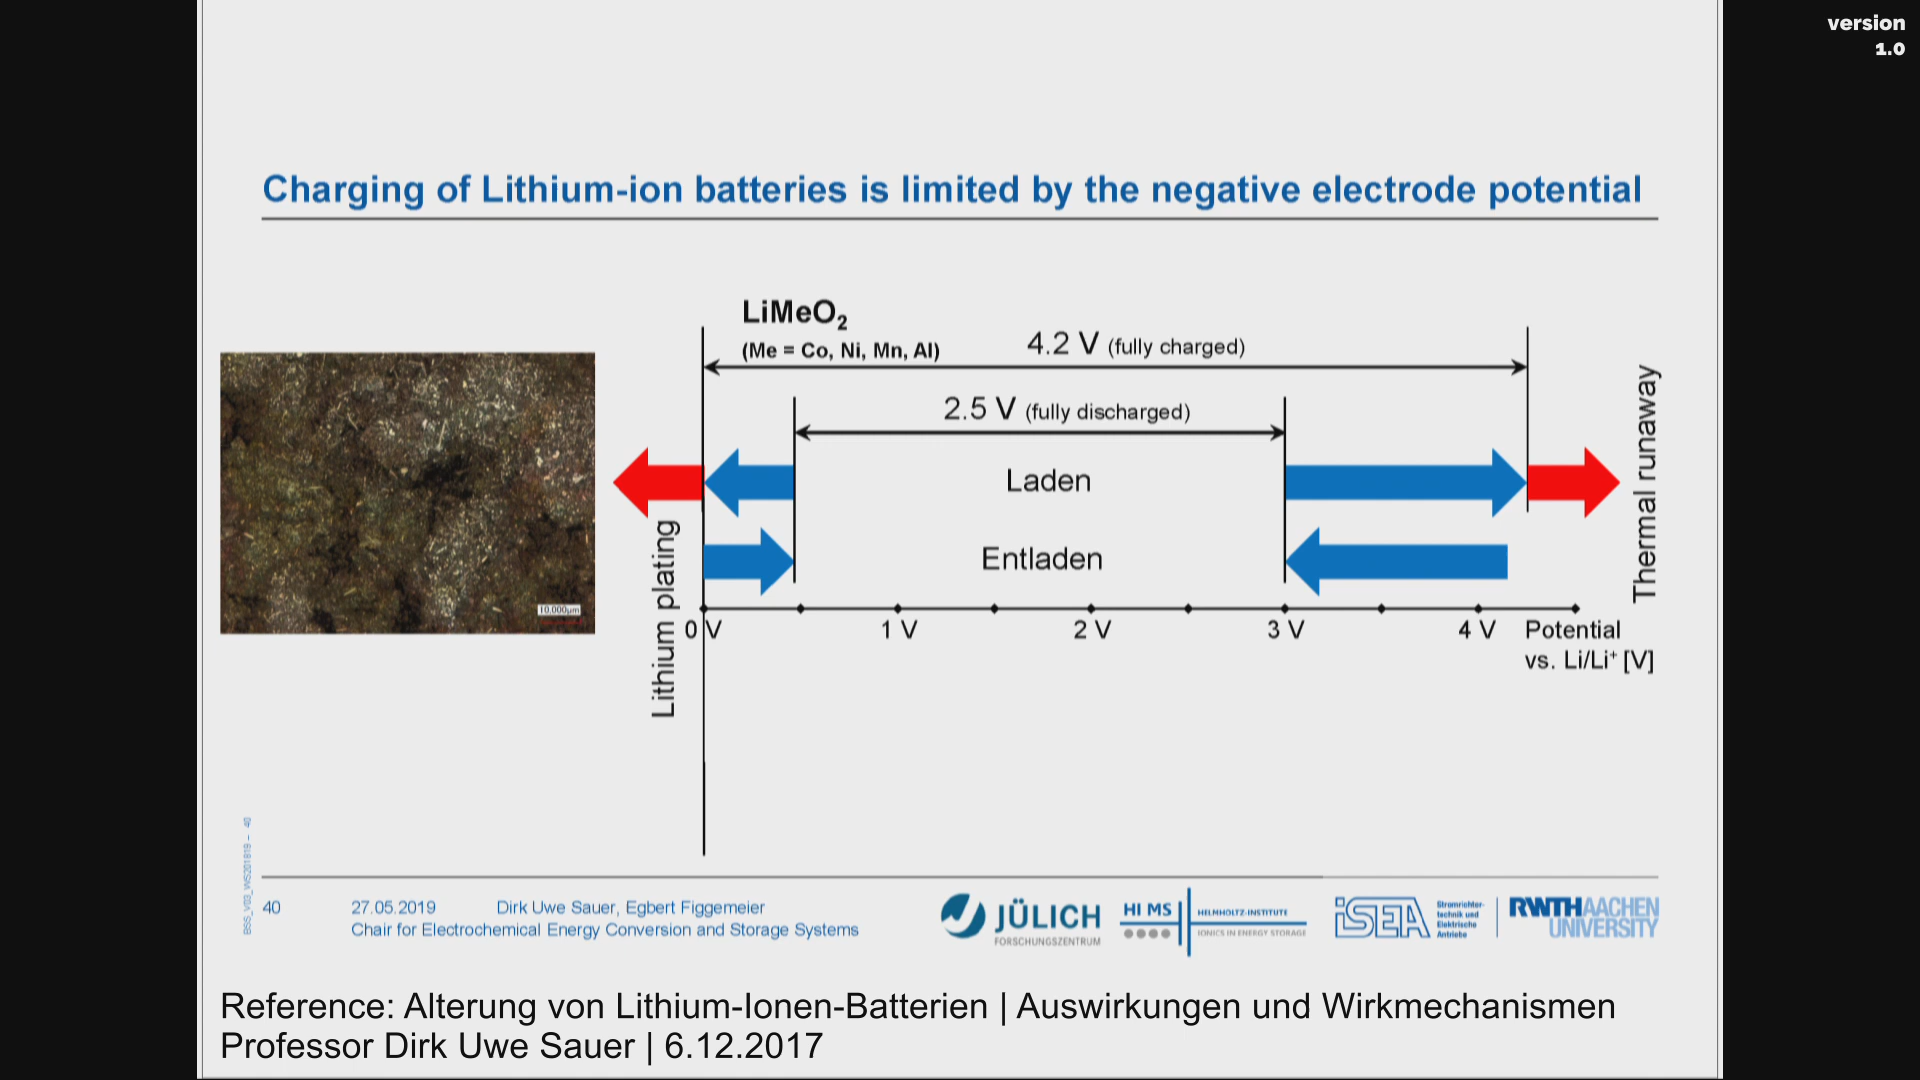 version
1.0
Charging of Lithium-ion batteries is limited by the negative electrode potential
LiMeO₂
(Me = Co, Ni, Mn, Al)
4.2 V (fully charged)
2.5 V (fully discharged)
Laden
Entladen
Lithium plating
Thermal runaway
10.000µm
0 V
1 V
2 V
3 V
4 V
Potential
vs. Li/Li⁺ [V]
BSS_V03_WS201819 - 40
40
27.05.2019
Dirk Uwe Sauer, Egbert Figgemeier
Chair for Electrochemical Energy Conversion and Storage Systems
JÜLICH
FORSCHUNGSZENTRUM
HI MS
HELMHOLTZ-INSTITUTE
IONICS IN ENERGY STORAGE
iSEA
Stromrichter-
technik und
Elektrische
Antriebe
RWTHAACHEN
UNIVERSITY
Reference: Alterung von Lithium-Ionen-Batterien | Auswirkungen und Wirkmechanismen
Professor Dirk Uwe Sauer | 6.12.2017